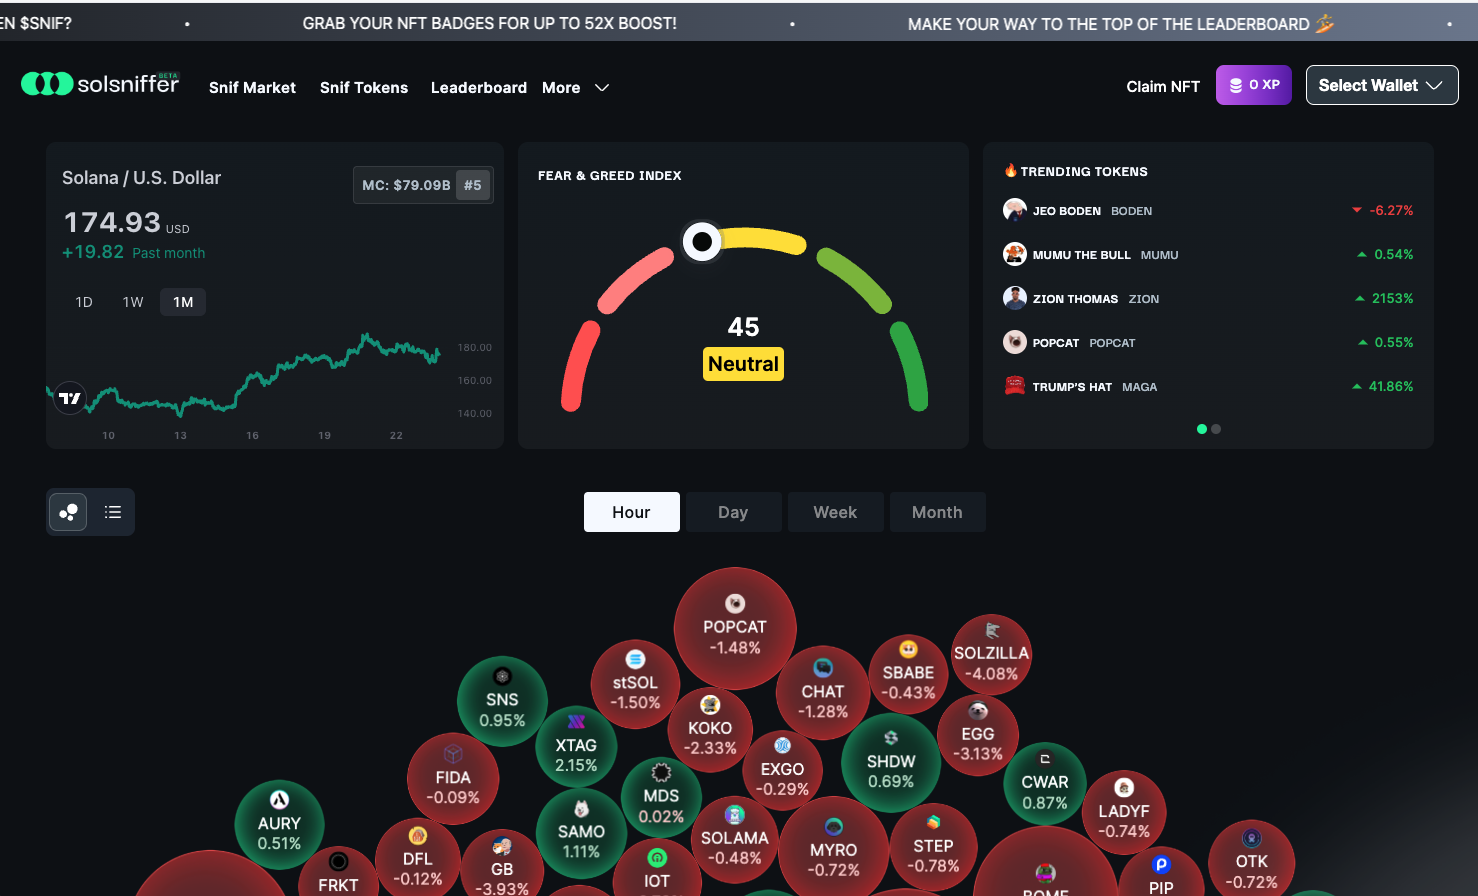 EN $SNIF?
•
GRAB YOUR NFT BADGES FOR UP TO 52X BOOST!
•
MAKE YOUR WAY TO THE TOP OF THE LEADERBOARD 🏄
•
solsniffer BETA
Snif Market
Snif Tokens
Leaderboard
More
Claim NFT
0 XP
Select Wallet
Solana / U.S. Dollar
MC: $79.09B #5
174.93 USD
+19.82 Past month
1D 1W 1M
180.00
160.00
140.00
10 13 16 19 22
FEAR & GREED INDEX
45
Neutral
🔥TRENDING TOKENS
JEO BODEN BODEN -6.27%
MUMU THE BULL MUMU 0.54%
ZION THOMAS ZION 2153%
POPCAT POPCAT 0.55%
TRUMP'S HAT MAGA 41.86%
Hour
Day
Week
Month
POPCAT
-1.48%
SOLZILLA
-4.08%
SBABE
-0.43%
stSOL
-1.50%
CHAT
-1.28%
SNS
0.95%
KOKO
-2.33%
EGG
-3.13%
XTAG
2.15%
SHDW
0.69%
EXGO
-0.29%
FIDA
-0.09%
CWAR
0.87%
MDS
0.02%
LADYF
-0.74%
AURY
0.51%
SAMO
1.11%
SOLAMA
-0.48%
MYRO
-0.72%
STEP
-0.78%
DFL
-0.12%
OTK
-0.72%
GB
-3.93%
IOT
FRKT
PIP
BOME